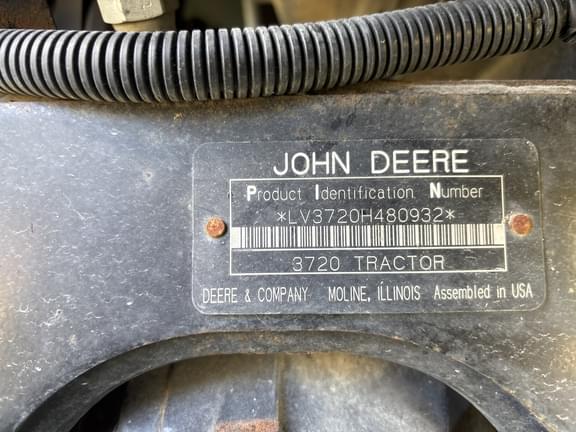 JOHN DEERE
Product Identification Number
*LV3720H480932*
3720 TRACTOR
DEERE & COMPANY MOLINE, ILLINOIS Assembled in USA